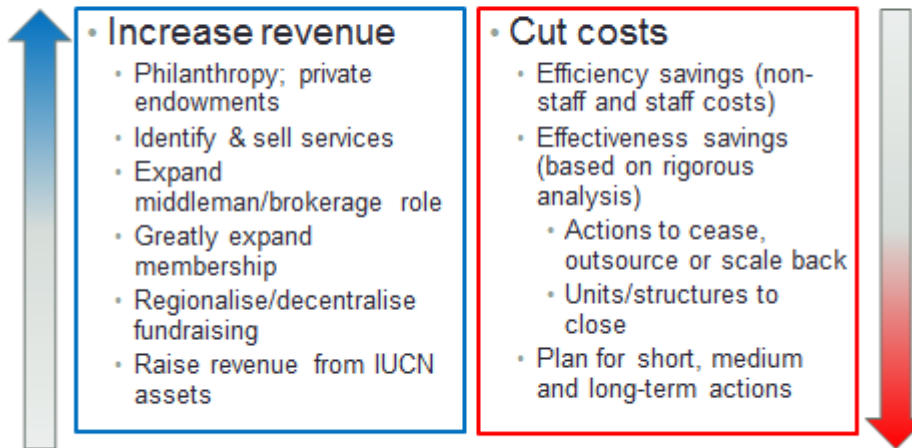 • Increase revenue
• Philanthropy; private
endowments
• Identify & sell services
• Expand
middleman/brokerage role
• Greatly expand
membership
• Regionalise/decentralise
fundraising
• Raise revenue from IUCN
assets
• Cut costs
• Efficiency savings (non-
staff and staff costs)
• Effectiveness savings
(based on rigorous
analysis)
• Actions to cease,
outsource or scale back
• Units/structures to
close
• Plan for short, medium
and long-term actions